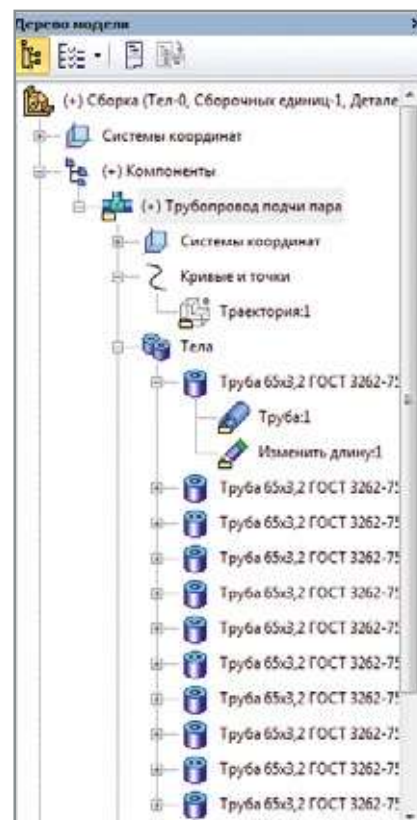 Дерево модели
(+) Сборка (Тел-0, Сборочных единиц-1, Детале
Системы координат
(+) Компоненты
(+) Трубопровод подчи пара
Системы координат
Кривые и точки
Траектория:1
Тела
Труба 65х3,2 ГОСТ 3262-75
Труба:1
Изменить длину:1
Труба 65х3,2 ГОСТ 3262-75
Труба 65х3,2 ГОСТ 3262-75
Труба 65х3,2 ГОСТ 3262-75
Труба 65х3,2 ГОСТ 3262-75
Труба 65х3,2 ГОСТ 3262-75
Труба 65х3,2 ГОСТ 3262-75
Труба 65х3,2 ГОСТ 3262-75
Труба 65х3,2 ГОСТ 3262-75
Труба 65х3,2 ГОСТ 3262-75
Труба 65х3,2 ГОСТ 3262-75